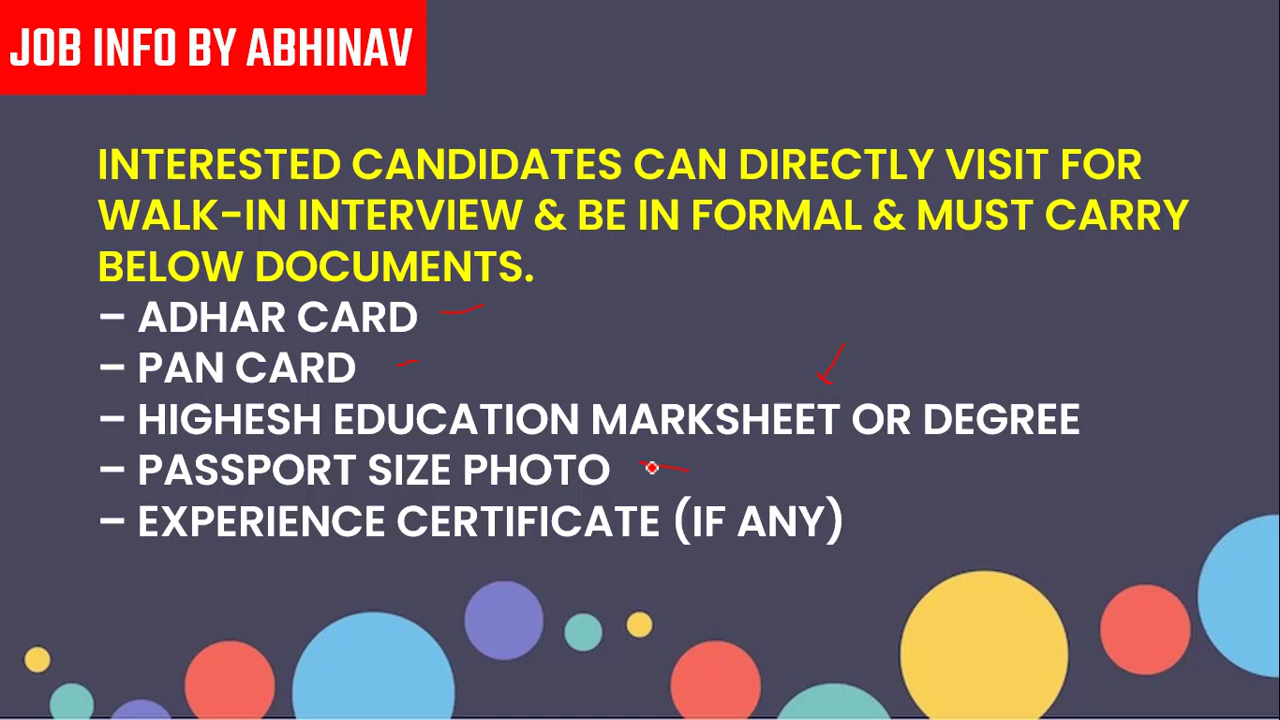 JOB INFO BY ABHINAV
INTERESTED CANDIDATES CAN DIRECTLY VISIT FOR
WALK-IN INTERVIEW & BE IN FORMAL & MUST CARRY
BELOW DOCUMENTS.
– ADHAR CARD
– PAN CARD
– HIGHESH EDUCATION MARKSHEET OR DEGREE
– PASSPORT SIZE PHOTO
– EXPERIENCE CERTIFICATE (IF ANY)